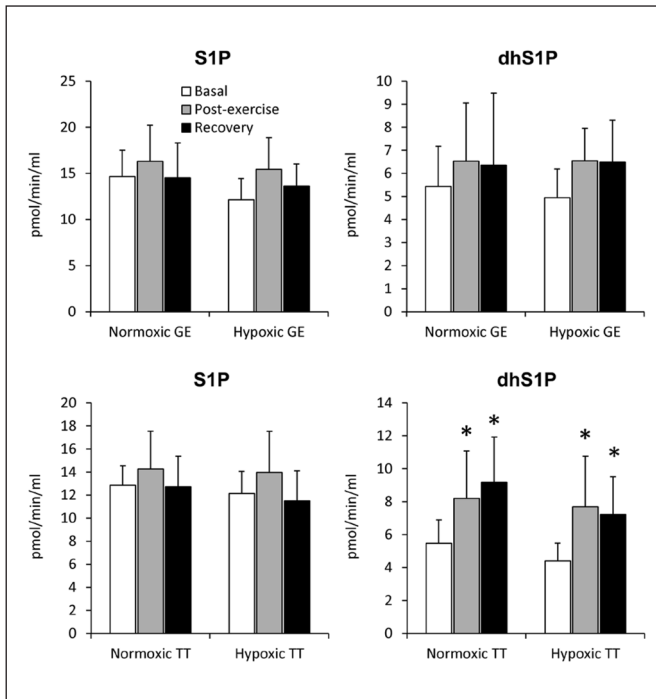 S1P
dhS1P
Basal
Post-exercise
Recovery
pmol/min/ml
25
20
15
10
5
0
Normoxic GE
Hypoxic GE
pmol/min/ml
10
9
8
7
6
5
4
3
2
1
0
Normoxic GE
Hypoxic GE
S1P
dhS1P
pmol/min/ml
20
18
16
14
12
10
8
6
4
2
0
Normoxic TT
Hypoxic TT
pmol/min/ml
14
12
10
8
6
4
2
0
* *
* *
Normoxic TT
Hypoxic TT